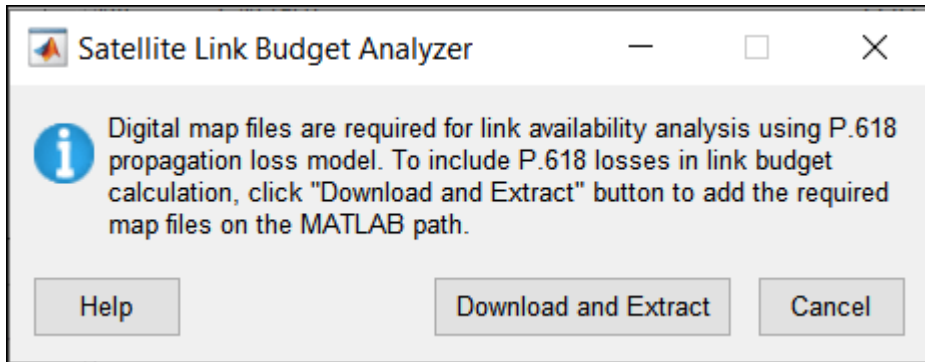 Satellite Link Budget Analyzer
Digital map files are required for link availability analysis using P.618
propagation loss model. To include P.618 losses in link budget
calculation, click "Download and Extract" button to add the required
map files on the MATLAB path.
Help
Download and Extract
Cancel